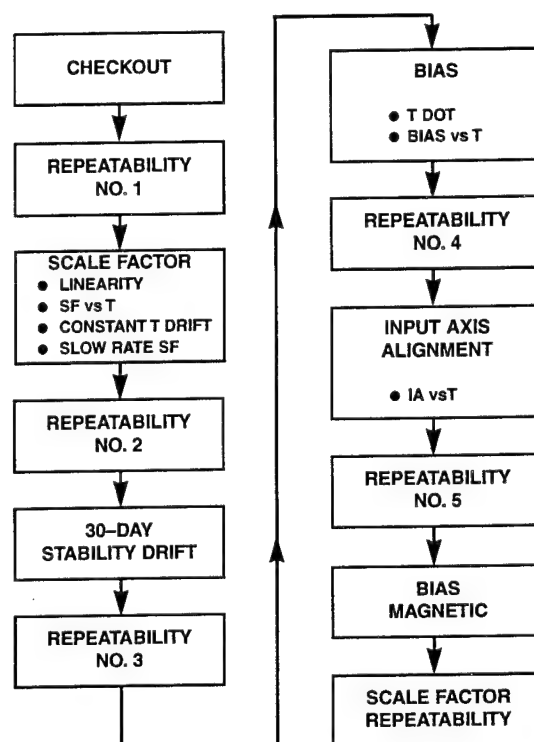 CHECKOUT
REPEATABILITY
NO. 1
SCALE FACTOR
● LINEARITY
● SF vs T
● CONSTANT T DRIFT
● SLOW RATE SF
REPEATABILITY
NO. 2
30–DAY
STABILITY DRIFT
REPEATABILITY
NO. 3
BIAS
● T DOT
● BIAS vs T
REPEATABILITY
NO. 4
INPUT AXIS
ALIGNMENT
● IA vsT
REPEATABILITY
NO. 5
BIAS
MAGNETIC
SCALE FACTOR
REPEATABILITY